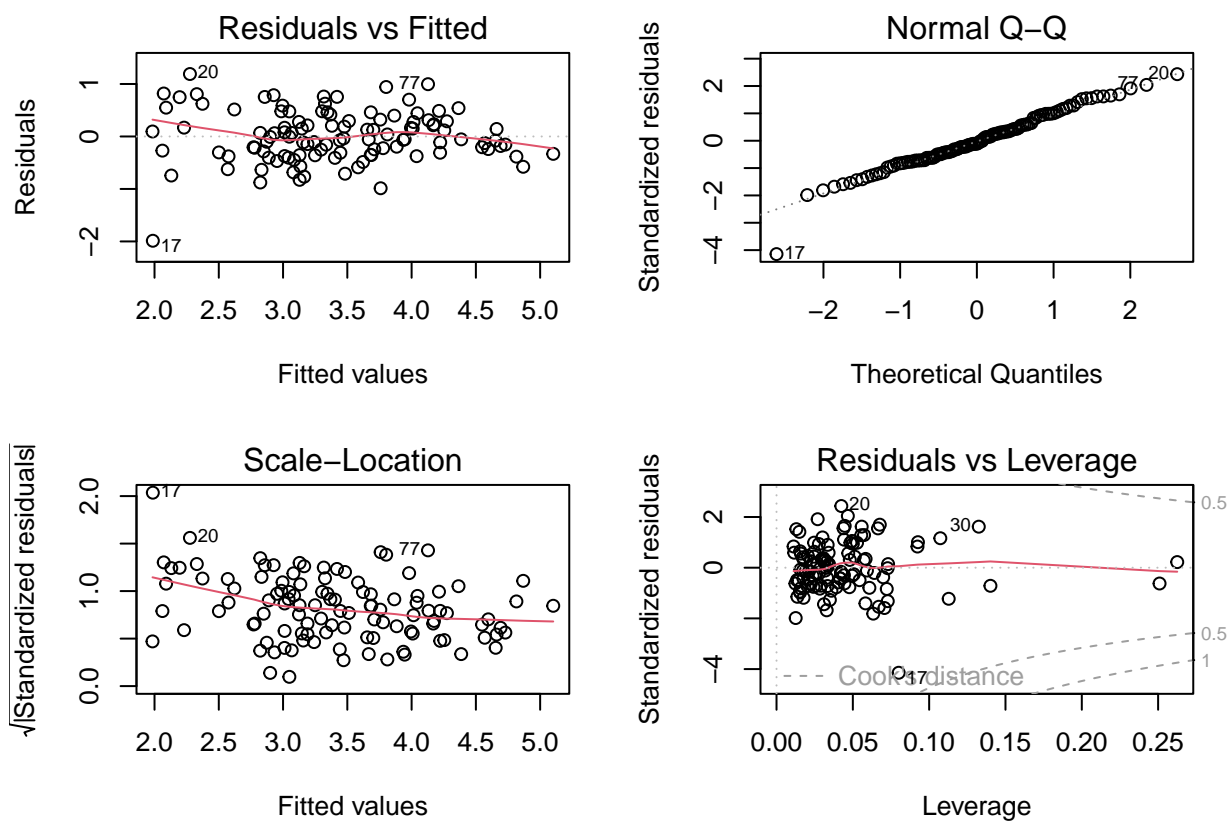 Residuals vs Fitted
Residuals
1
0
−2
20
77
17
2.0 2.5 3.0 3.5 4.0 4.5 5.0
Fitted values
Normal Q−Q
Standardized residuals
2
0
−2
−4
77 20
17
−2 −1 0 1 2
Theoretical Quantiles
Scale−Location
√|Standardized residuals|
2.0
1.0
0.0
17
20
77
2.0 2.5 3.0 3.5 4.0 4.5 5.0
Fitted values
Residuals vs Leverage
Standardized residuals
2
0
−4
20
30
17
Cook's distance
0.5
0.5
1
0.00 0.05 0.10 0.15 0.20 0.25
Leverage